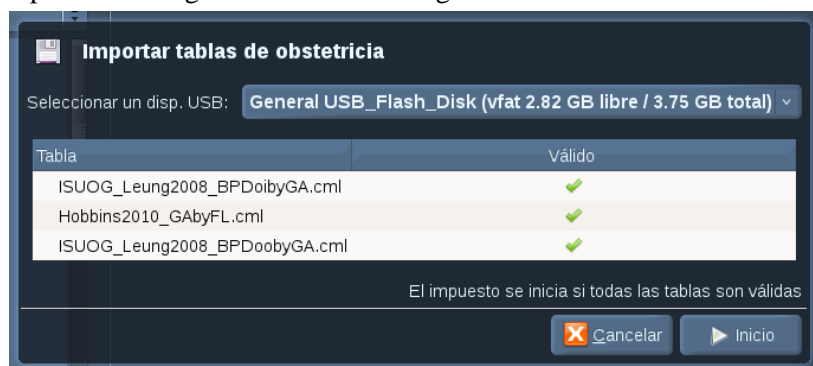 Importar tablas de obstetricia
Seleccionar un disp. USB: General USB_Flash_Disk (vfat 2.82 GB libre / 3.75 GB total)
Tabla Válido
ISUOG_Leung2008_BPDoibyGA.cml
Hobbins2010_GAbyFL.cml
ISUOG_Leung2008_BPDoobyGA.cml
El impuesto se inicia si todas las tablas son válidas
Cancelar Inicio